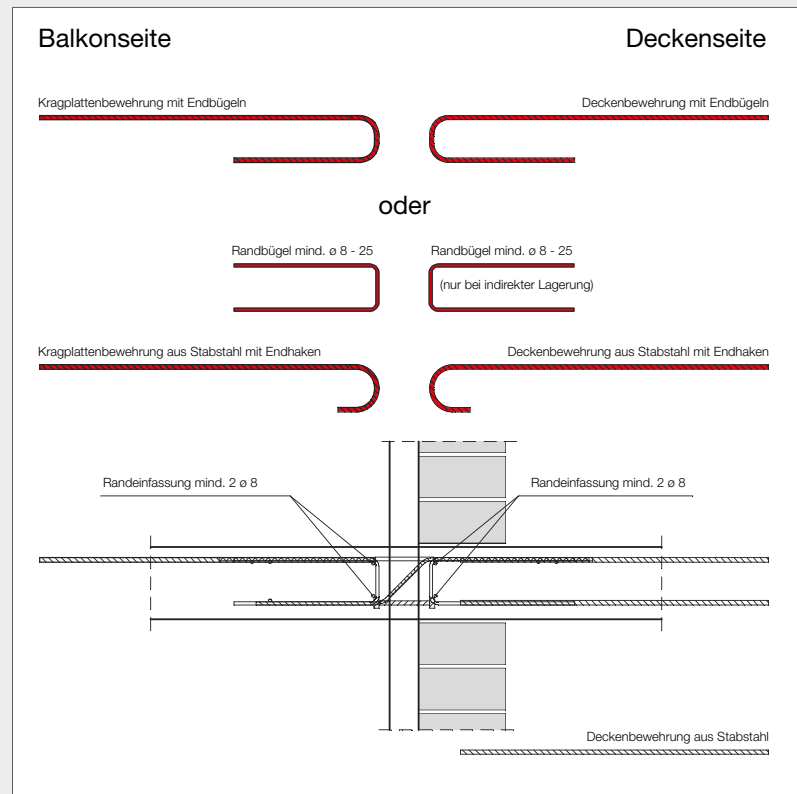 Balkonseite
Deckenseite
Kragplattenbewehrung mit Endbügeln
Deckenbewehrung mit Endbügeln
oder
Randbügel mind. ø 8 - 25
Randbügel mind. ø 8 - 25
(nur bei indirekter Lagerung)
Kragplattenbewehrung aus Stabstahl mit Endhaken
Deckenbewehrung aus Stabstahl mit Endhaken
Randeinfassung mind. 2 ø 8
Randeinfassung mind. 2 ø 8
Deckenbewehrung aus Stabstahl